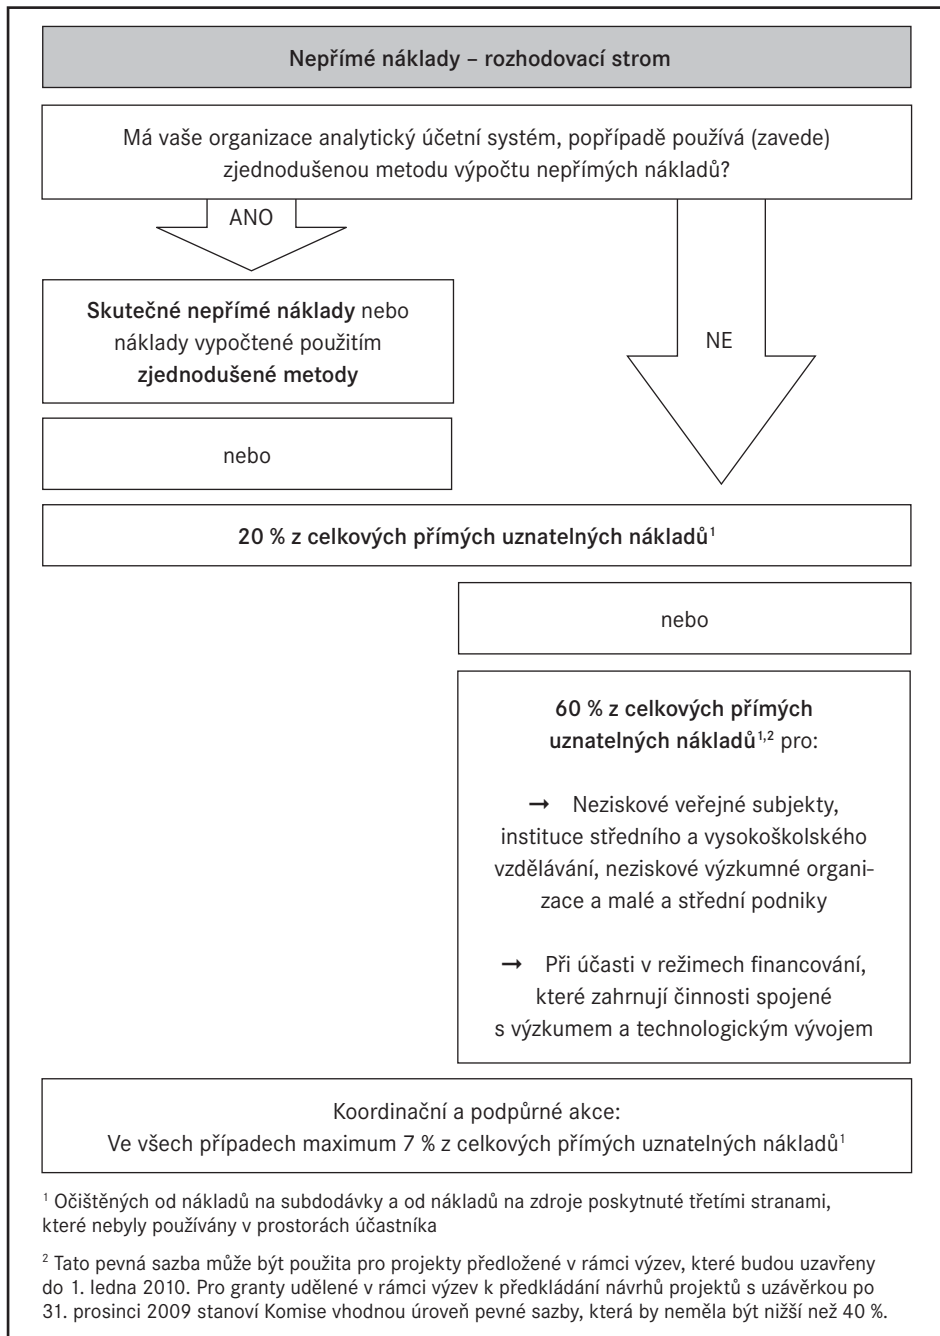 Nepřímé náklady – rozhodovací strom
Má vaše organizace analytický účetní systém, popřípadě používá (zavede)
zjednodušenou metodu výpočtu nepřímých nákladů?
ANO
Skutečné nepřímé náklady nebo
náklady vypočtené použitím
zjednodušené metody
NE
nebo
20 % z celkových přímých uznatelných nákladů¹
nebo
60 % z celkových přímých
uznatelných nákladů¹,² pro:
→ Neziskové veřejné subjekty,
instituce středního a vysokoškolského
vzdělávání, neziskové výzkumné organi-
zace a malé a střední podniky
→ Při účasti v režimech financování,
které zahrnují činnosti spojené
s výzkumem a technologickým vývojem
Koordinační a podpůrné akce:
Ve všech případech maximum 7 % z celkových přímých uznatelných nákladů¹
¹ Očištěných od nákladů na subdodávky a od nákladů na zdroje poskytnuté třetími stranami,
které nebyly používány v prostorách účastníka
² Tato pevná sazba může být použita pro projekty předložené v rámci výzev, které budou uzavřeny
do 1. ledna 2010. Pro granty udělené v rámci výzev k předkládání návrhů projektů s uzávěrkou po
31. prosinci 2009 stanoví Komise vhodnou úroveň pevné sazby, která by neměla být nižší než 40 %.